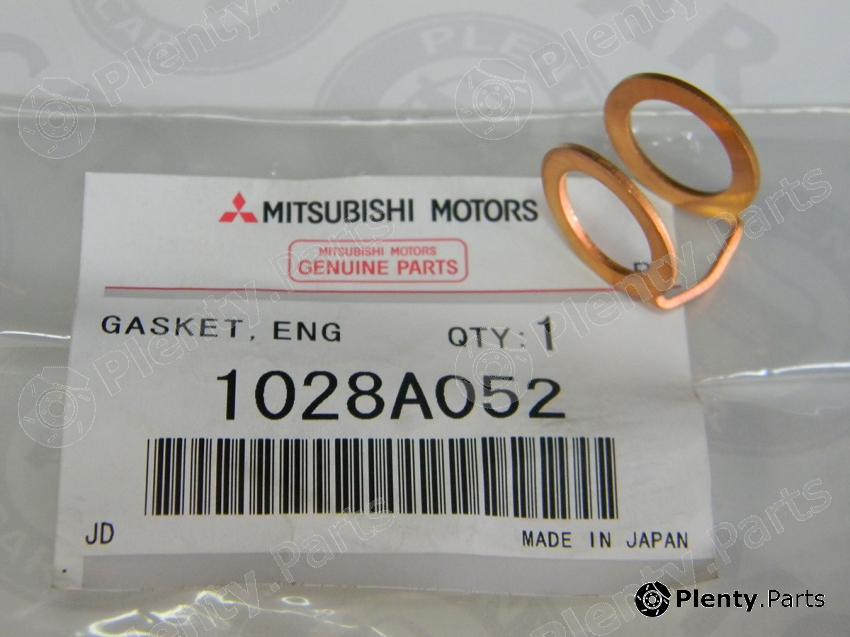 MITSUBISHI MOTORS
MITSUBISHI MOTORS
GENUINE PARTS
GASKET, ENG QTY: 1
1028A052
JD MADE IN JAPAN
Plenty.Parts